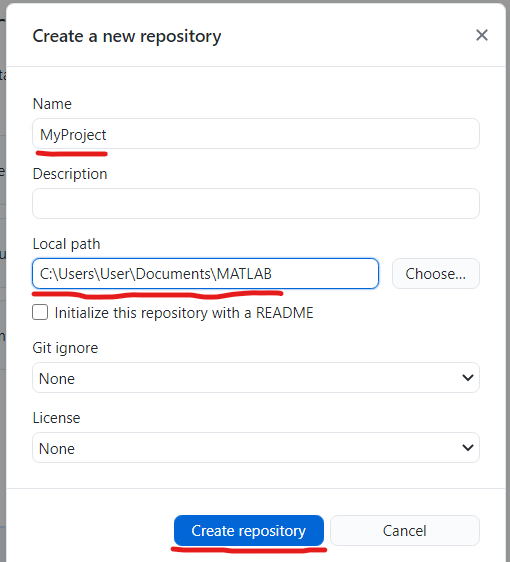 Create a new repository
Name
MyProject
Description
Local path
C:\Users\User\Documents\MATLAB
Choose...
Initialize this repository with a README
Git ignore
None
License
None
Create repository
Cancel